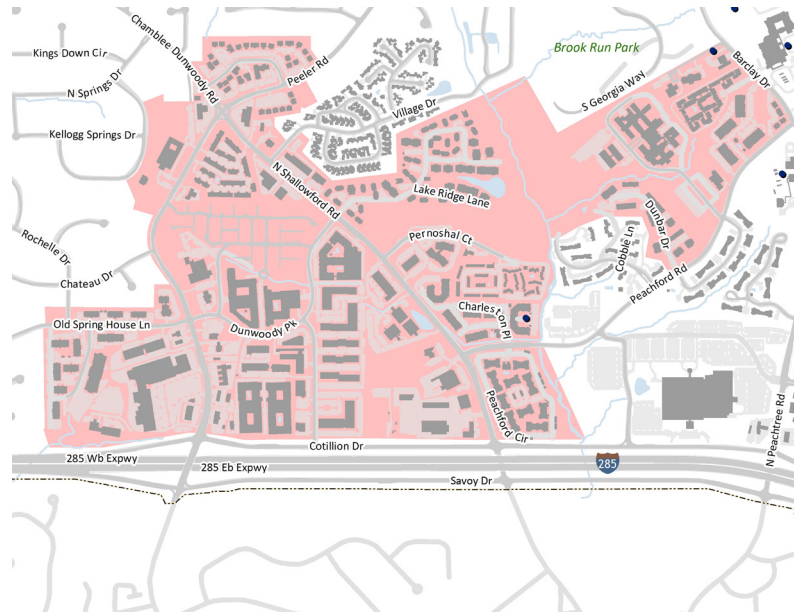 Chamblee Dunwoody Rd
Kings Down Cir
Brook Run Park
Peeler Rd
Barclay Dr
N Springs Dr
S Georgia Way
Village Dr
Kellogg Springs Dr
N Shallowford Rd
Lake Ridge Lane
Dunbar Dr
Pernoshal Ct
Cobble Ln
Rochelle Dr
Chateau Dr
Peachford Rd
Charleston Pl
Old Spring House Ln
Dunwoody Pk
Peachford Cir
N Peachtree Rd
Cotillion Dr
285 Wb Expwy
285 Eb Expwy
285
Savoy Dr